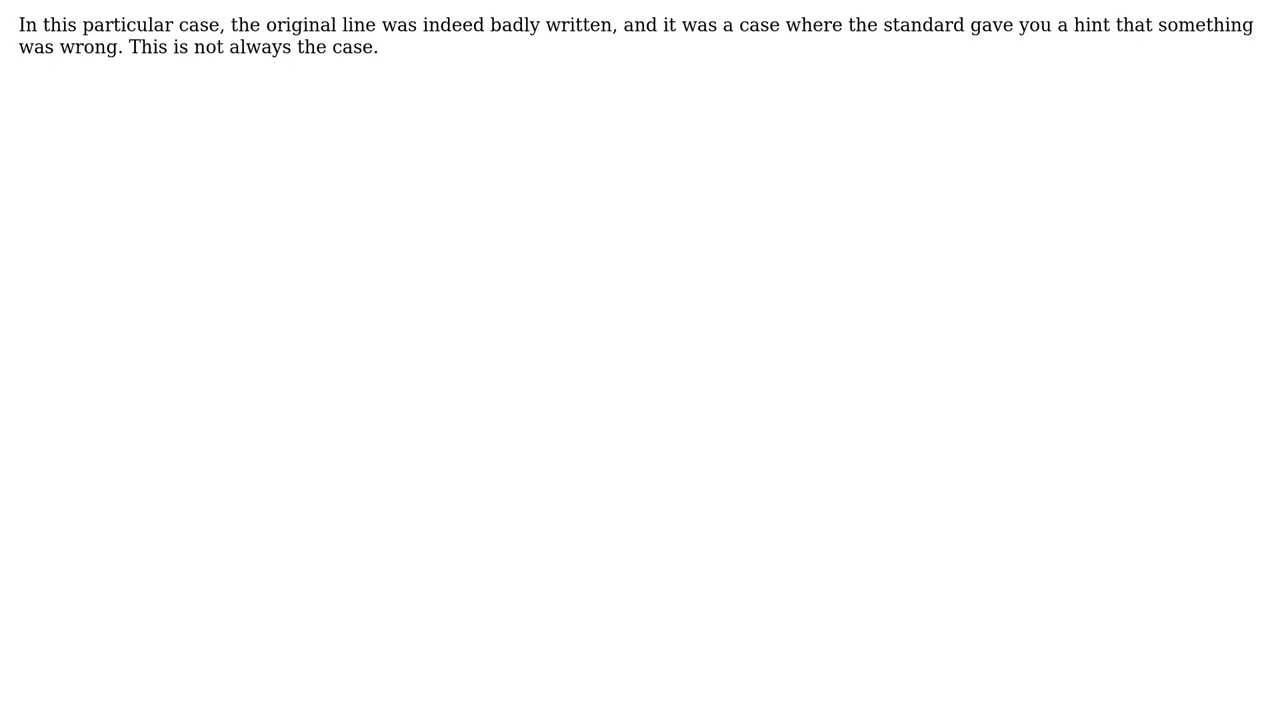 In this particular case, the original line was indeed badly written, and it was a case where the standard gave you a hint that something
was wrong. This is not always the case.